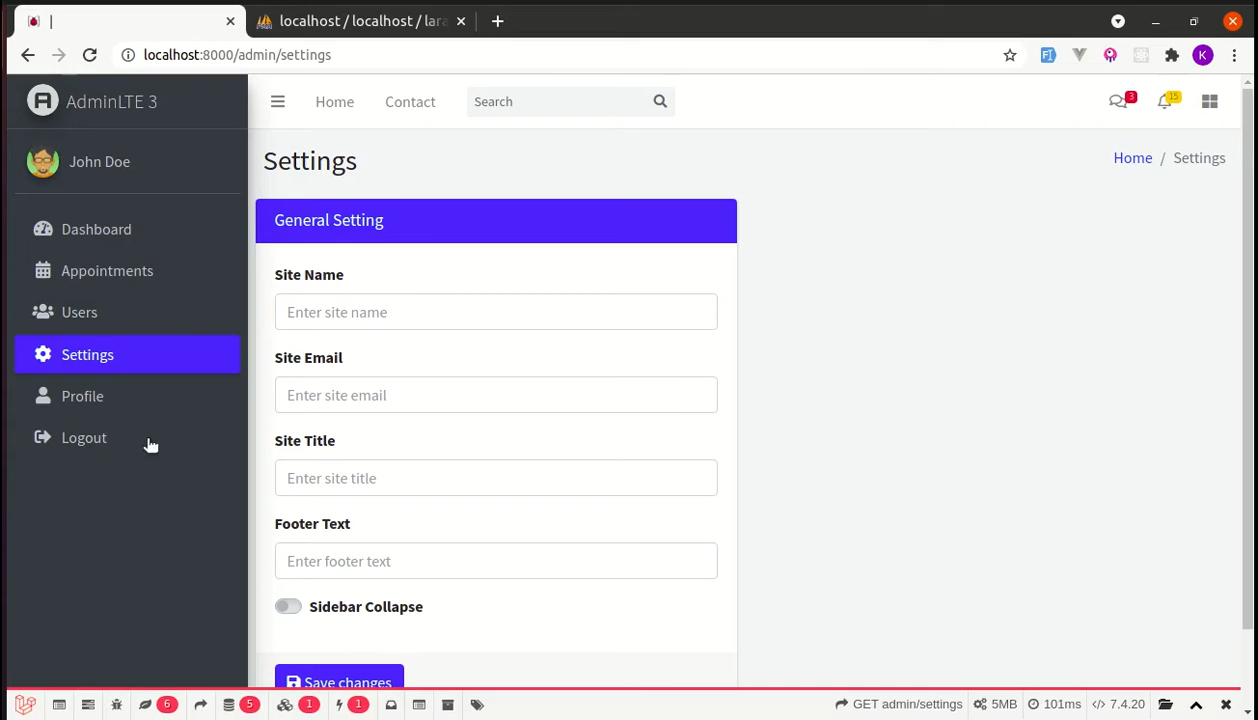 |
localhost / localhost / lara
localhost:8000/admin/settings
K
AdminLTE 3
Home
Contact
Search
3
15
John Doe
Settings
Home / Settings
Dashboard
Appointments
Users
Settings
Profile
Logout
General Setting
Site Name
Enter site name
Site Email
Enter site email
Site Title
Enter site title
Footer Text
Enter footer text
Sidebar Collapse
Save changes
6
5
1
1
GET admin/settings
5MB
101ms
7.4.20